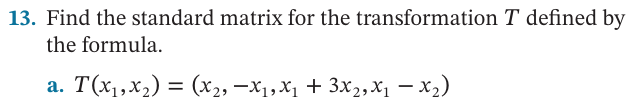 13. Find the standard matrix for the transformation T defined by
the formula.
a. T(x₁,x₂) = (x₂, −x₁,x₁ + 3x₂,x₁ − x₂)